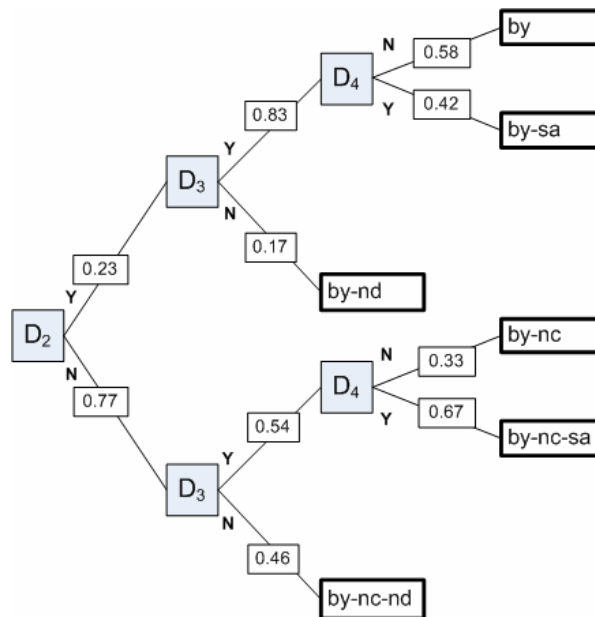 by
N
0.58
D4
0.42
Y
by-sa
0.83
Y
D3
N
0.17
by-nd
0.23
Y
D2
N
0.77
by-nc
N
0.33
D4
0.67
Y
by-nc-sa
0.54
Y
D3
N
0.46
by-nc-nd